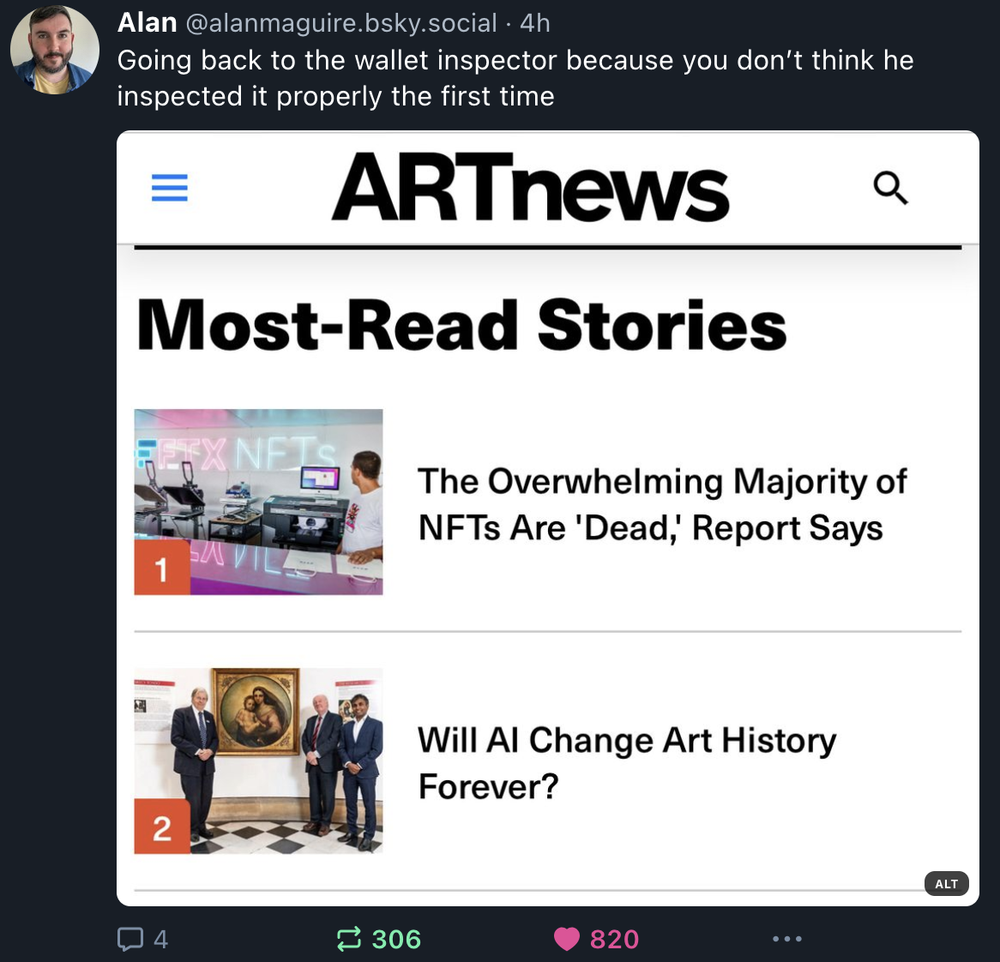 Alan @alanmaguire.bsky.social · 4h
Going back to the wallet inspector because you don’t think he
inspected it properly the first time
ARTnews
Most-Read Stories
FTX NFTs
The Overwhelming Majority of
NFTs Are 'Dead,' Report Says
1
Will AI Change Art History
Forever?
2
ALT
4 306 820